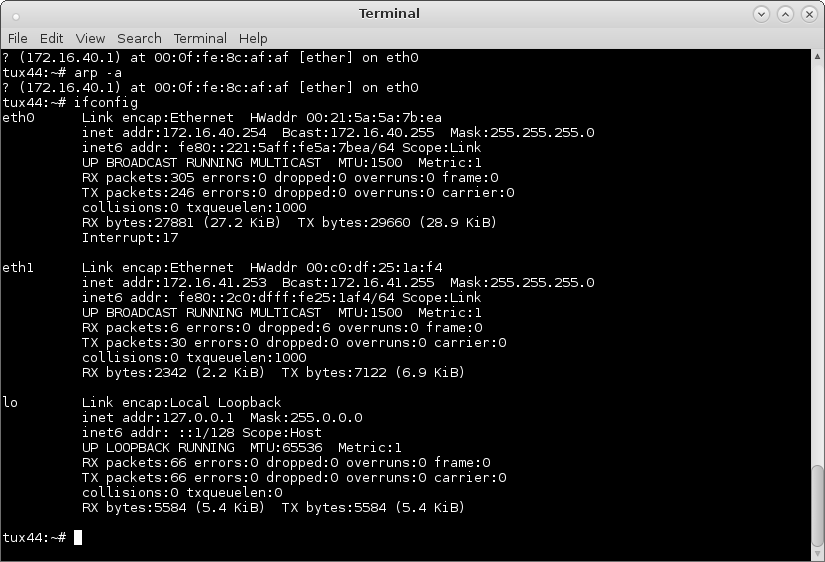 Terminal
File Edit View Search Terminal Help
? (172.16.40.1) at 00:0f:fe:8c:af:af [ether] on eth0
tux44:~# arp -a
? (172.16.40.1) at 00:0f:fe:8c:af:af [ether] on eth0
tux44:~# ifconfig
eth0      Link encap:Ethernet  HWaddr 00:21:5a:5a:7b:ea
          inet addr:172.16.40.254  Bcast:172.16.40.255  Mask:255.255.255.0
          inet6 addr: fe80::221:5aff:fe5a:7bea/64 Scope:Link
          UP BROADCAST RUNNING MULTICAST  MTU:1500  Metric:1
          RX packets:305 errors:0 dropped:0 overruns:0 frame:0
          TX packets:246 errors:0 dropped:0 overruns:0 carrier:0
          collisions:0 txqueuelen:1000
          RX bytes:27881 (27.2 KiB)  TX bytes:29660 (28.9 KiB)
          Interrupt:17
eth1      Link encap:Ethernet  HWaddr 00:c0:df:25:1a:f4
          inet addr:172.16.41.253  Bcast:172.16.41.255  Mask:255.255.255.0
          inet6 addr: fe80::2c0:dfff:fe25:1af4/64 Scope:Link
          UP BROADCAST RUNNING MULTICAST  MTU:1500  Metric:1
          RX packets:6 errors:0 dropped:6 overruns:0 frame:0
          TX packets:30 errors:0 dropped:0 overruns:0 carrier:0
          collisions:0 txqueuelen:1000
          RX bytes:2342 (2.2 KiB)  TX bytes:7122 (6.9 KiB)
lo        Link encap:Local Loopback
          inet addr:127.0.0.1  Mask:255.0.0.0
          inet6 addr: ::1/128 Scope:Host
          UP LOOPBACK RUNNING  MTU:65536  Metric:1
          RX packets:66 errors:0 dropped:0 overruns:0 frame:0
          TX packets:66 errors:0 dropped:0 overruns:0 carrier:0
          collisions:0 txqueuelen:0
          RX bytes:5584 (5.4 KiB)  TX bytes:5584 (5.4 KiB)
tux44:~#